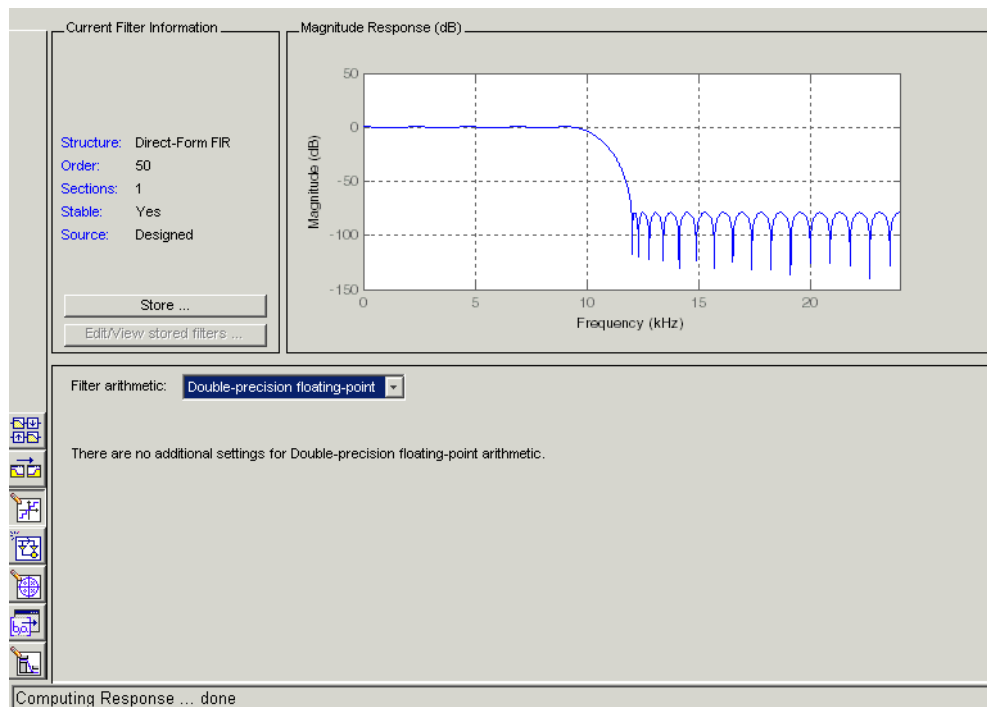 Current Filter Information
Structure: Direct-Form FIR
Order: 50
Sections: 1
Stable: Yes
Source: Designed
Store ...
Edit/View stored filters ...
Magnitude Response (dB)
Magnitude (dB)
50
0
-50
-100
-150
0 5 10 15 20
Frequency (kHz)
Filter arithmetic: Double-precision floating-point
There are no additional settings for Double-precision floating-point arithmetic.
[b,a]
Computing Response ... done